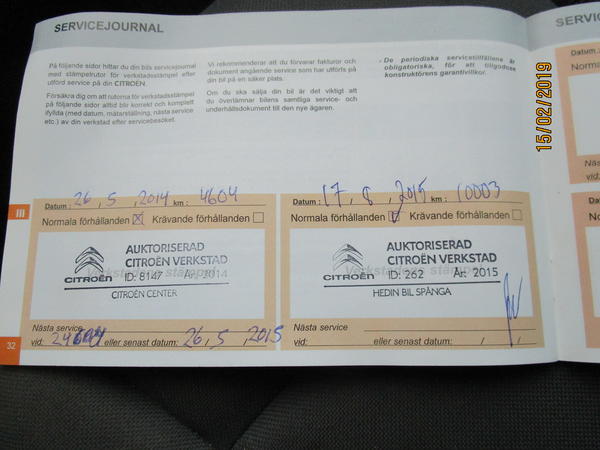 SERVICEJOURNAL
På följande sidor hittar du din bils servicejournal
med stämpelrutor för verkstadsstämpel efter
utförd service på din CITROËN.
Försäkra dig om att rutorna för verkstadsstämpel
på följande sidor alltid blir korrekt och komplett
ifyllda (med datum, mätarställning, nästa service
etc.) av din verkstad efter servicebesöket.
Vi rekommenderar att du förvarar fakturor och
dokument angående service som har utförts på
din bil på en säker plats.
Om du ska sälja din bil är det viktigt att
du överlämnar bilens samtliga service- och
underhållsdokument till den nye ägaren.
- De periodiska servicetillfällena är
obligatoriska, för att tillgodose
konstruktörens garantivillkor.
Datum : 26, 5, 2014 km : 4604
Normala förhållanden Krävande förhållanden
AUKTORISERAD
CITROËN VERKSTAD
CITROËN ID: 8147 År: 2014
CITROËN CENTER
Nästa service
vid: eller senast datum: 26, 5, 2015
32
Datum : 17, 8, 2015 km : 10003
Normala förhållanden Krävande förhållanden
AUKTORISERAD
CITROËN VERKSTAD
CITROËN ID: 262 År: 2015
HEDIN BIL SPÅNGA
Nästa service
vid: eller senast datum: / ,
SERVICEJOU
Datum :
Norma
Näst
vid:
Datum
Norm
15/02/2019